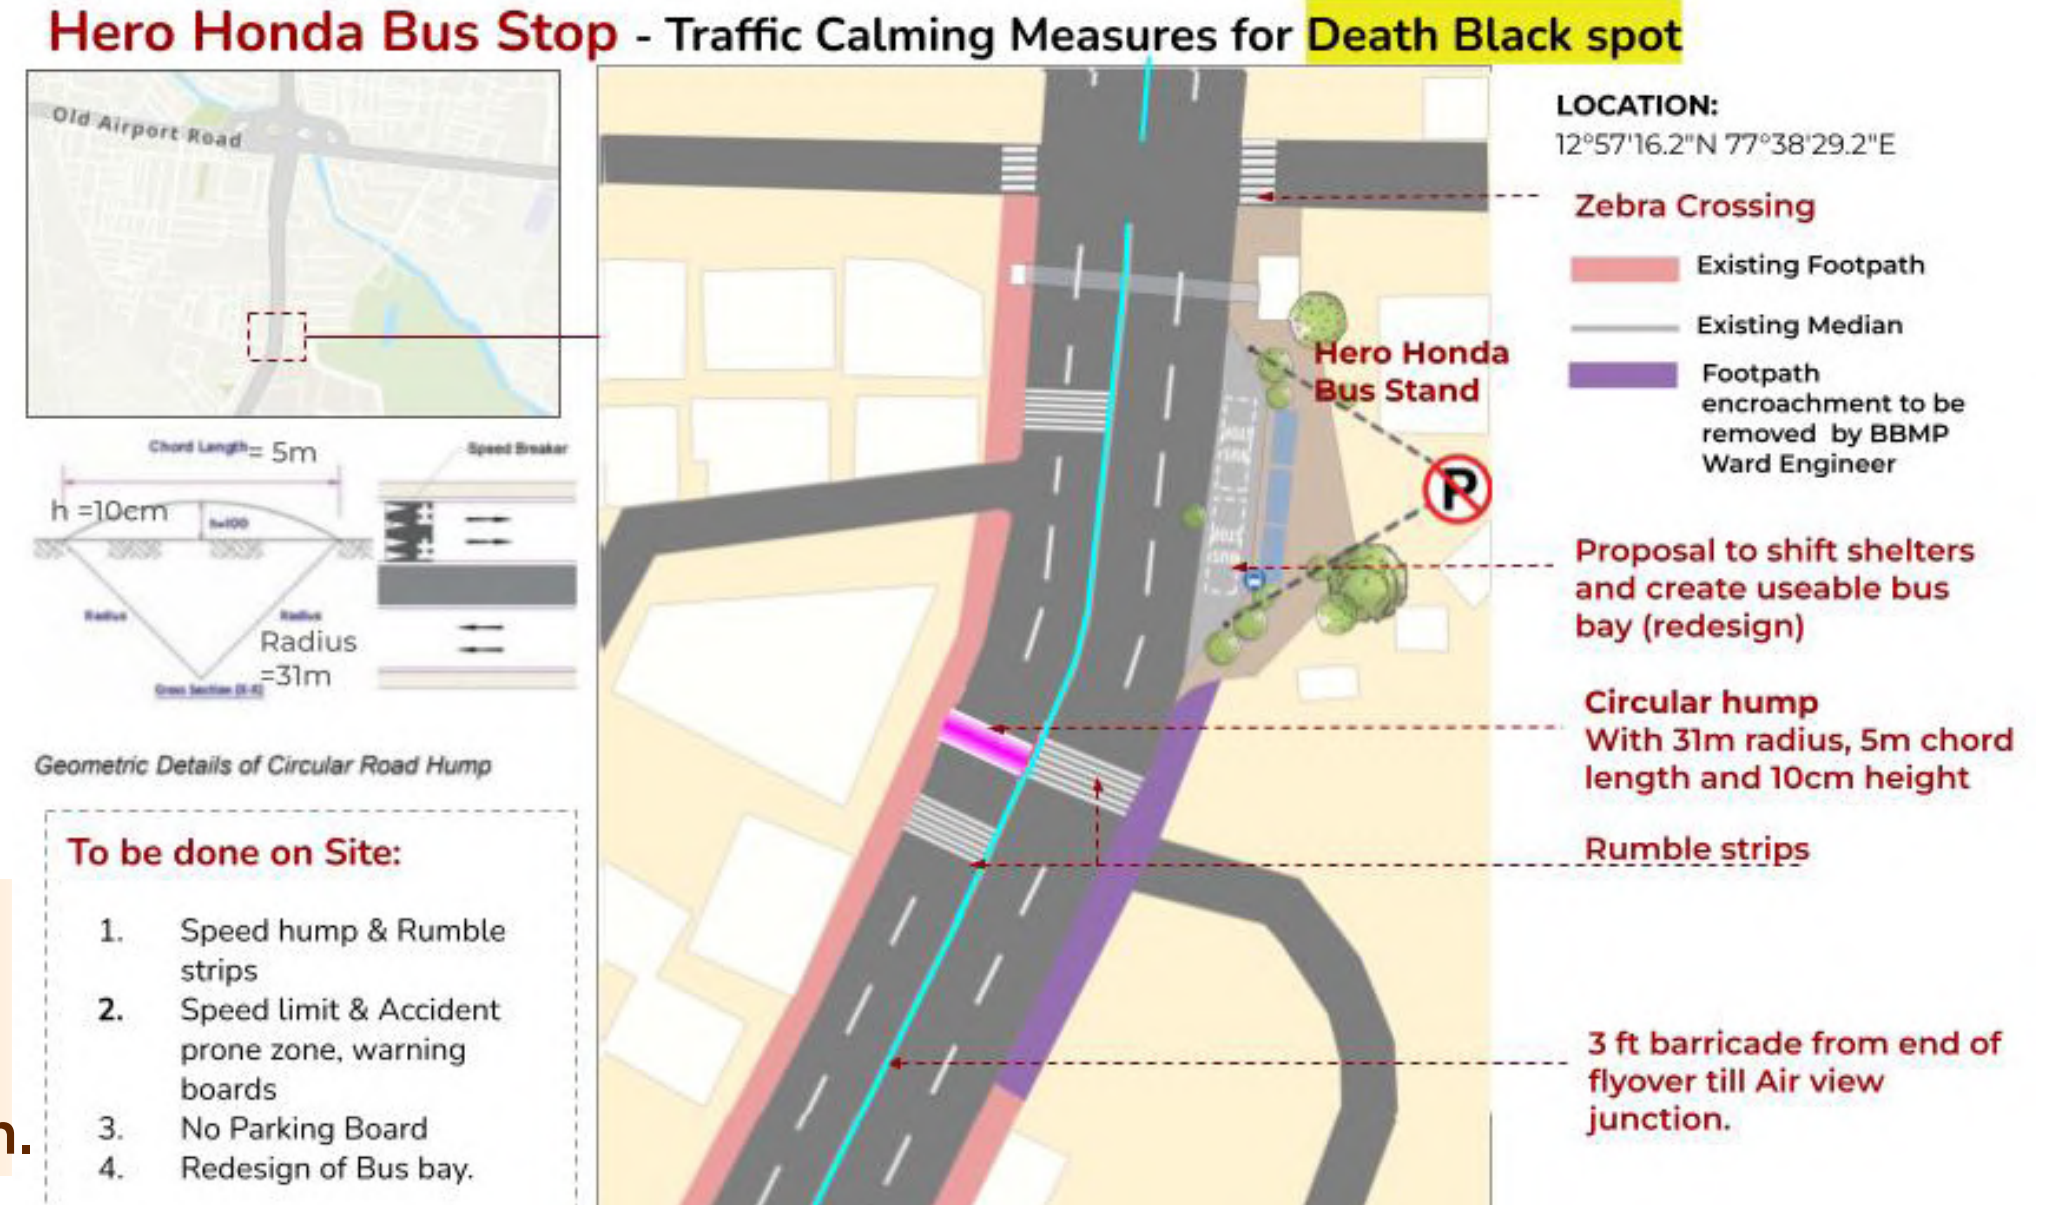 Hero Honda Bus Stop - Traffic Calming Measures for Death Black spot
Old Airport Road
Chord Length = 5m
h =10cm
h=100
Radius
Radius
Radius
=31m
Cross Section (X-X)
Speed Breaker
Geometric Details of Circular Road Hump
To be done on Site:
1. Speed hump & Rumble
strips
2. Speed limit & Accident
prone zone, warning
boards
3. No Parking Board
4. Redesign of Bus bay.
n.
Hero Honda
Bus Stand
P
LOCATION:
12°57'16.2"N 77°38'29.2"E
Zebra Crossing
Existing Footpath
Existing Median
Footpath
encroachment to be
removed by BBMP
Ward Engineer
Proposal to shift shelters
and create useable bus
bay (redesign)
Circular hump
With 31m radius, 5m chord
length and 10cm height
Rumble strips
3 ft barricade from end of
flyover till Air view
junction.